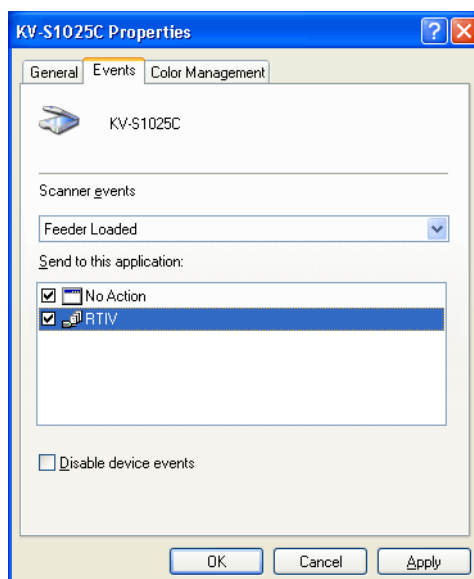 KV-S1025C Properties
General Events Color Management
KV-S1025C
Scanner events
Feeder Loaded
Send to this application:
No Action
RTIV
Disable device events
OK Cancel Apply